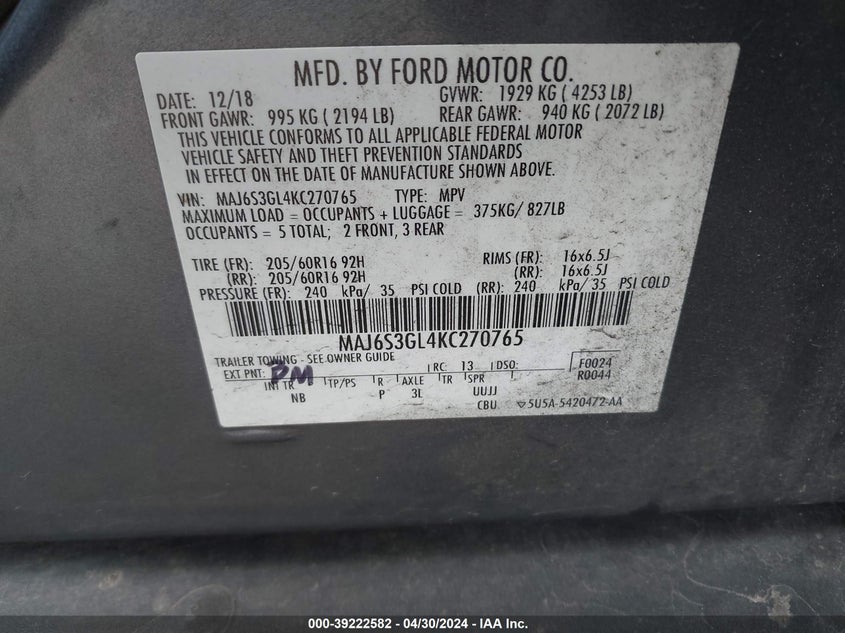 MFD. BY FORD MOTOR CO.
DATE: 12/18 GVWR: 1929 KG ( 4253 LB)
FRONT GAWR: 995 KG ( 2194 LB) REAR GAWR: 940 KG ( 2072 LB)
THIS VEHICLE CONFORMS TO ALL APPLICABLE FEDERAL MOTOR
VEHICLE SAFETY AND THEFT PREVENTION STANDARDS
IN EFFECT ON THE DATE OF MANUFACTURE SHOWN ABOVE.
VIN: MAJ6S3GL4KC270765 TYPE: MPV
MAXIMUM LOAD = OCCUPANTS + LUGGAGE = 375KG/ 827LB
OCCUPANTS = 5 TOTAL; 2 FRONT, 3 REAR
TIRE (FR): 205/60R16 92H RIMS (FR): 16x6.5J
(RR): 205/60R16 92H (RR): 16x6.5J
PRESSURE (FR): 240 kPa/ 35 PSI COLD (RR): 240 kPa/ 35 PSI COLD
MAJ6S3GL4KC270765
TRAILER TOWING - SEE OWNER GUIDE
EXT PNT: PM RC: 13 DSO: F0024
INT TR TP/PS R AXLE TR SPR R0044
NB P 3L UUJJ
CBU 5U5A-5420472-AA
000-39222582 - 04/30/2024 - IAA Inc.